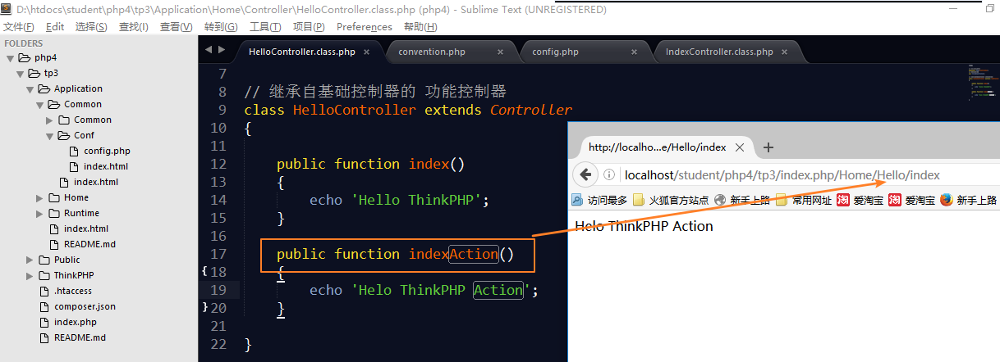 D:\htdocs\student\php4\tp3\Application\Home\Controller\HelloController.class.php (php4) - Sublime Text (UNREGISTERED)
文件(F) Edit 选择(S) 查找(I) 查看(V) 转到(G) 工具(T) 项目(P) Preferences 帮助(H)
FOLDERS
php4
tp3
Application
Common
Common
Conf
config.php
index.html
index.html
Home
Runtime
index.html
README.md
Public
ThinkPHP
.htaccess
composer.json
index.php
README.md
HelloController.class.php × convention.php × config.php × IndexController.class.php ×
7
8 // 继承自基础控制器的 功能控制器
9 class HelloController extends Controller
10 {
11
12 public function index()
13 {
14 echo 'Hello ThinkPHP';
15 }
16
17 public function indexAction()
18 {
19 echo 'Helo ThinkPHP Action';
20 }
21
22 }
http://localho...e/Hello/index
localhost/student/php4/tp3/index.php/Home/Hello/index
访问最多 火狐官方站点 新手上路 常用网址 淘 爱淘宝 淘 爱淘宝 新手上路
Helo ThinkPHP Action